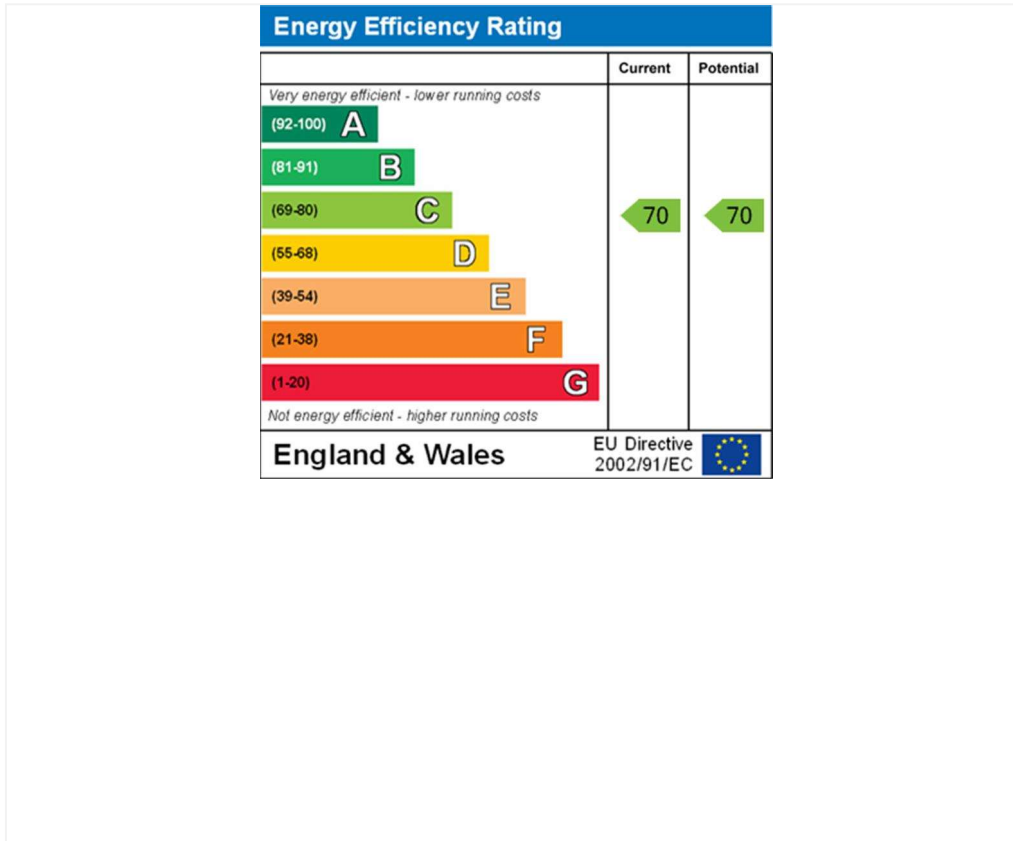 Energy Efficiency Rating
Current Potential
Very energy efficient - lower running costs
(92-100) A
(81-91) B
(69-80) C 70 70
(55-68) D
(39-54) E
(21-38) F
(1-20) G
Not energy efficient - higher running costs
England & Wales
EU Directive
2002/91/EC